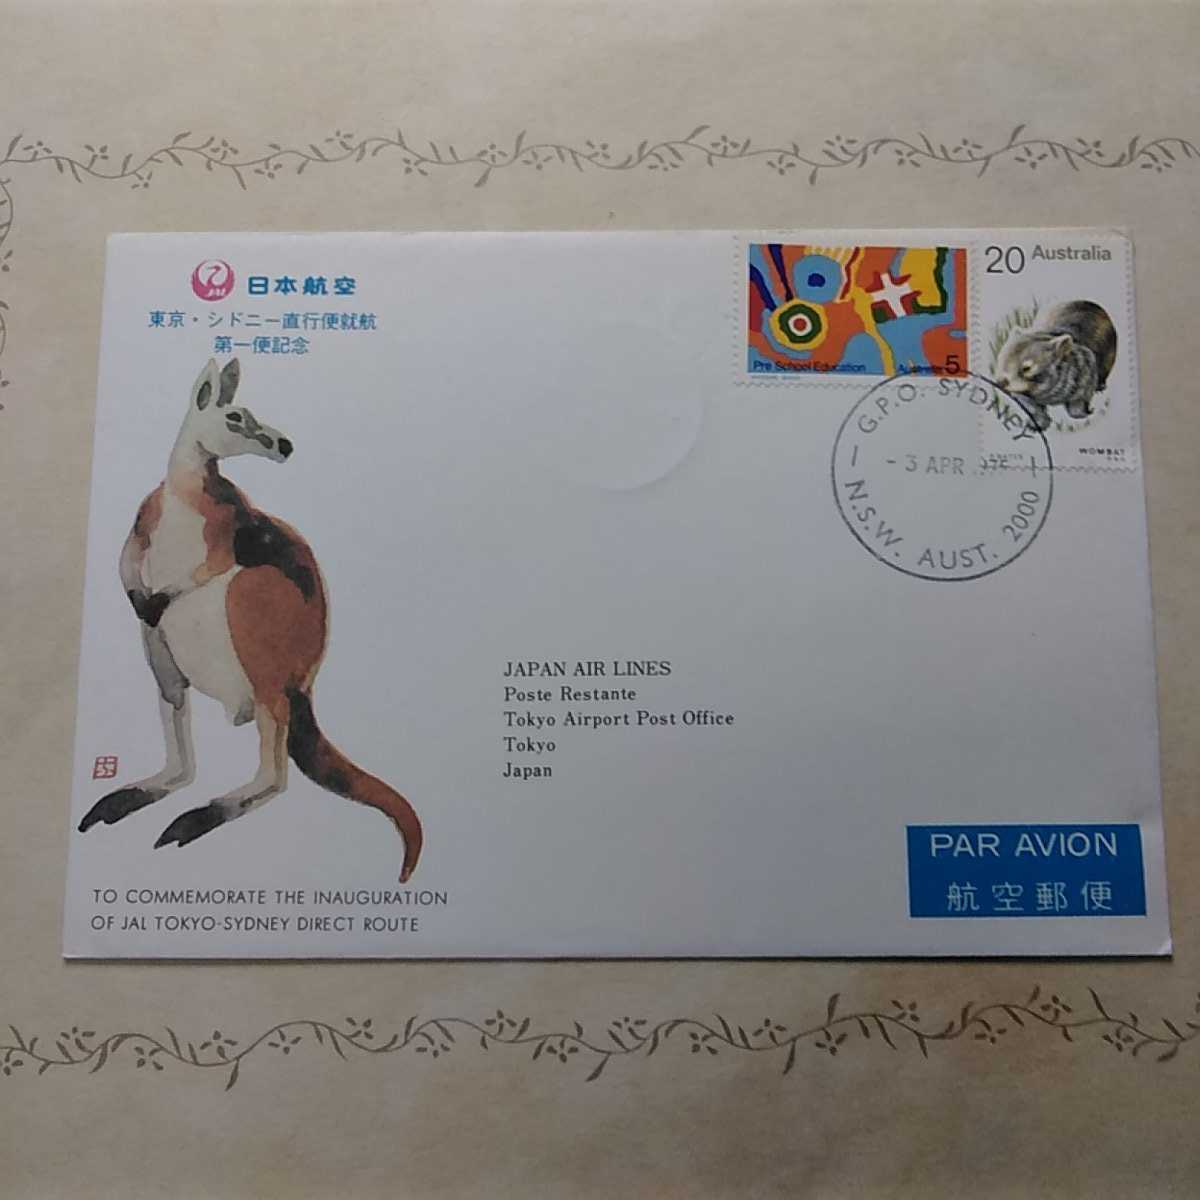 JAL 日本航空
東京・シドニー直行便就航
第一便記念
Pre School Education Australia 5
20 Australia
WOMBAT
G.P.O. SYDNEY
- 3 APR
N.S.W. AUST. 2000
JAPAN AIR LINES
Poste Restante
Tokyo Airport Post Office
Tokyo
Japan
PAR AVION
航空郵便
TO COMMEMORATE THE INAUGURATION
OF JAL TOKYO-SYDNEY DIRECT ROUTE